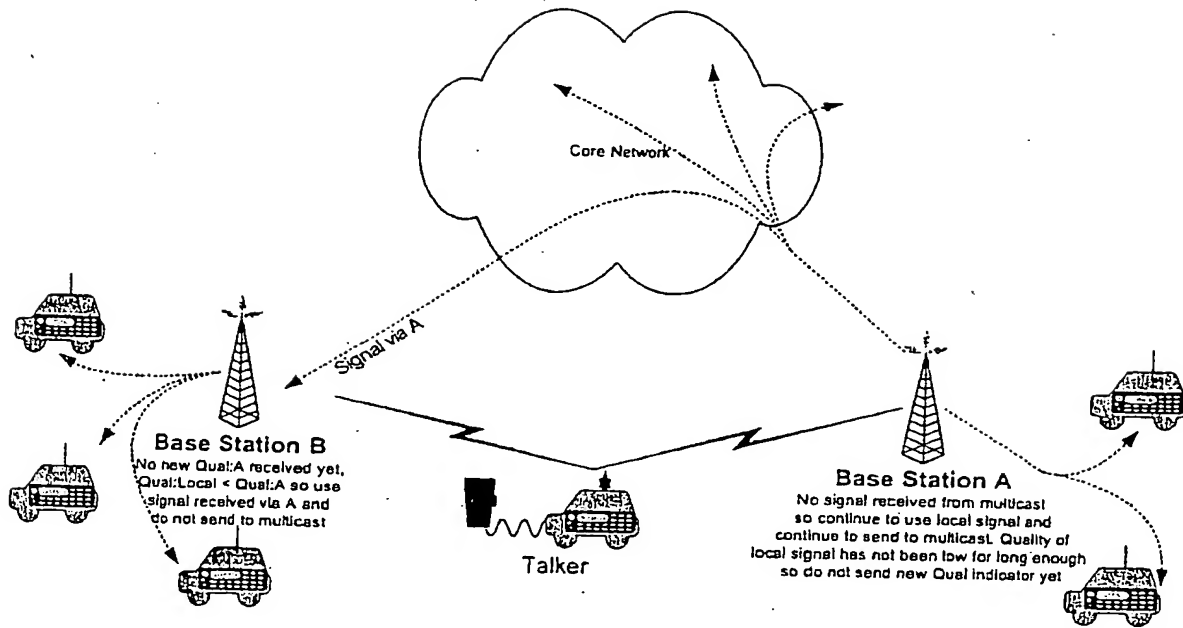 Core Network
Signal via A
Base Station B
No new Qual:A received yet,
Qual:Local < Qual:A so use
signal received via A and
do not send to multicast
Talker
Base Station A
No signal received from multicast
so continue to use local signal and
continue to send to multicast. Quality of
local signal has not been low for long enough
so do not send new Qual indicator yet